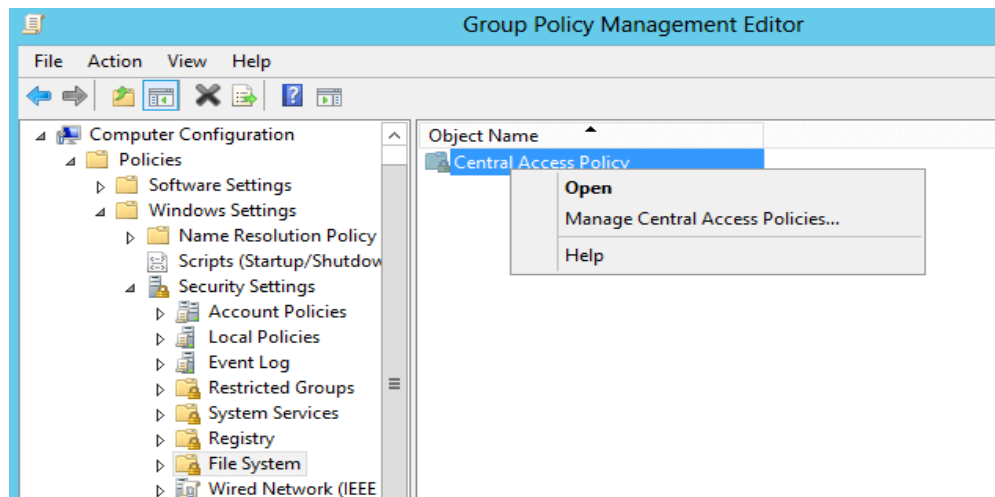 Group Policy Management Editor
File Action View Help
Computer Configuration
Policies
Software Settings
Windows Settings
Name Resolution Policy
Scripts (Startup/Shutdow
Security Settings
Account Policies
Local Policies
Event Log
Restricted Groups
System Services
Registry
File System
Wired Network (IEEE
Object Name
Central Access Policy
Open
Manage Central Access Policies...
Help